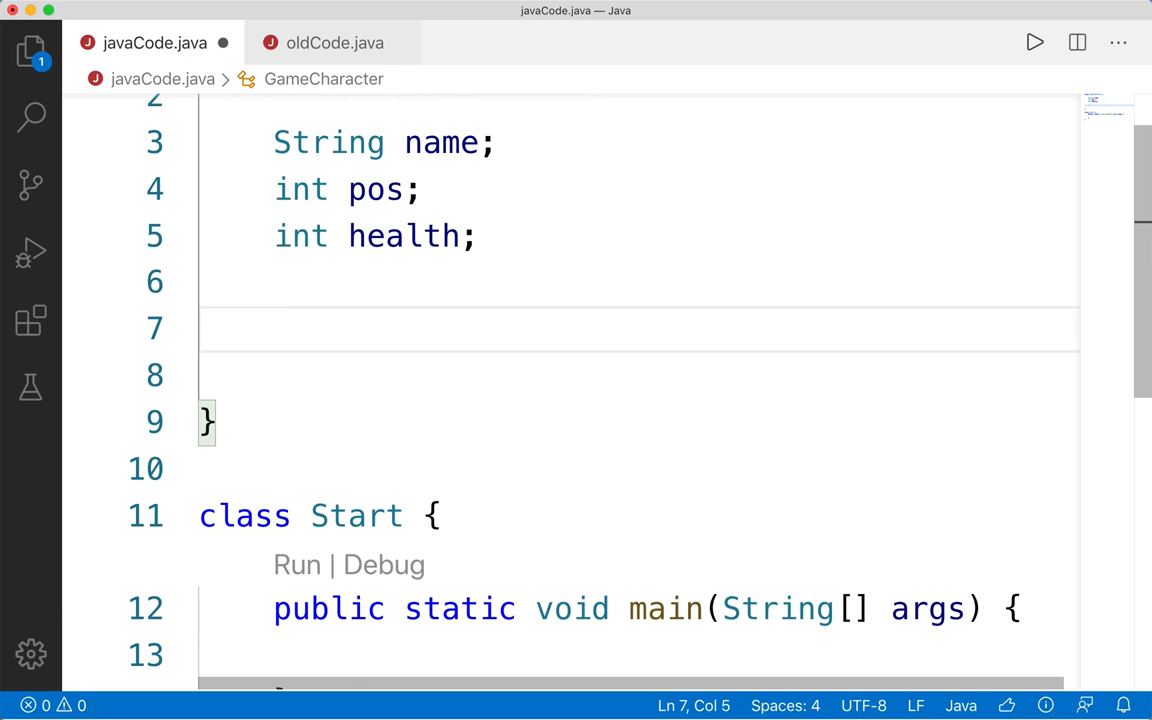 javaCode.java — Java
javaCode.java oldCode.java
javaCode.java > GameCharacter
1
2
3 String name;
4 int pos;
5 int health;
6
7
8
9 }
10
11 class Start {
Run | Debug
12 public static void main(String[] args) {
13
0 0 Ln 7, Col 5 Spaces: 4 UTF-8 LF Java